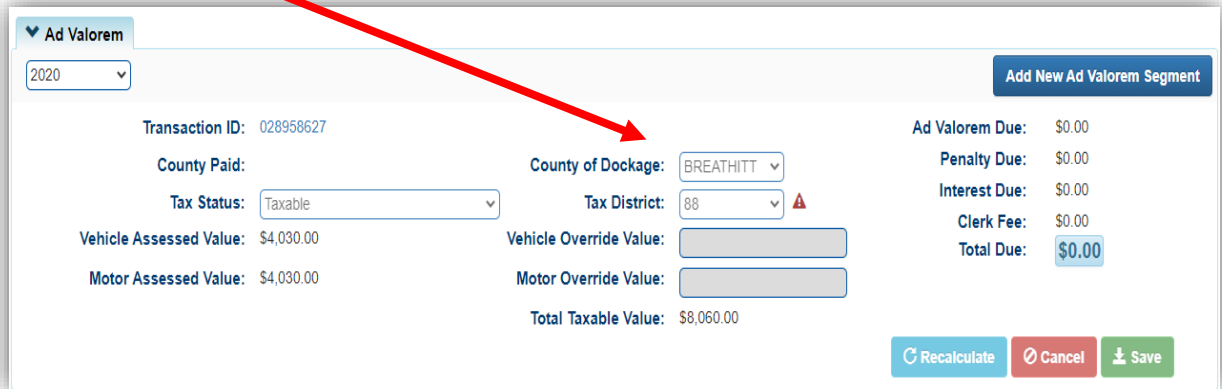 Ad Valorem
2020
Add New Ad Valorem Segment
Transaction ID: 028958627
Ad Valorem Due: $0.00
County Paid:
County of Dockage: BREATHITT
Penalty Due: $0.00
Tax Status: Taxable
Tax District: 88
Interest Due: $0.00
Clerk Fee: $0.00
Vehicle Assessed Value: $4,030.00
Vehicle Override Value:
Total Due: $0.00
Motor Assessed Value: $4,030.00
Motor Override Value:
Total Taxable Value: $8,060.00
Recalculate
Cancel
Save